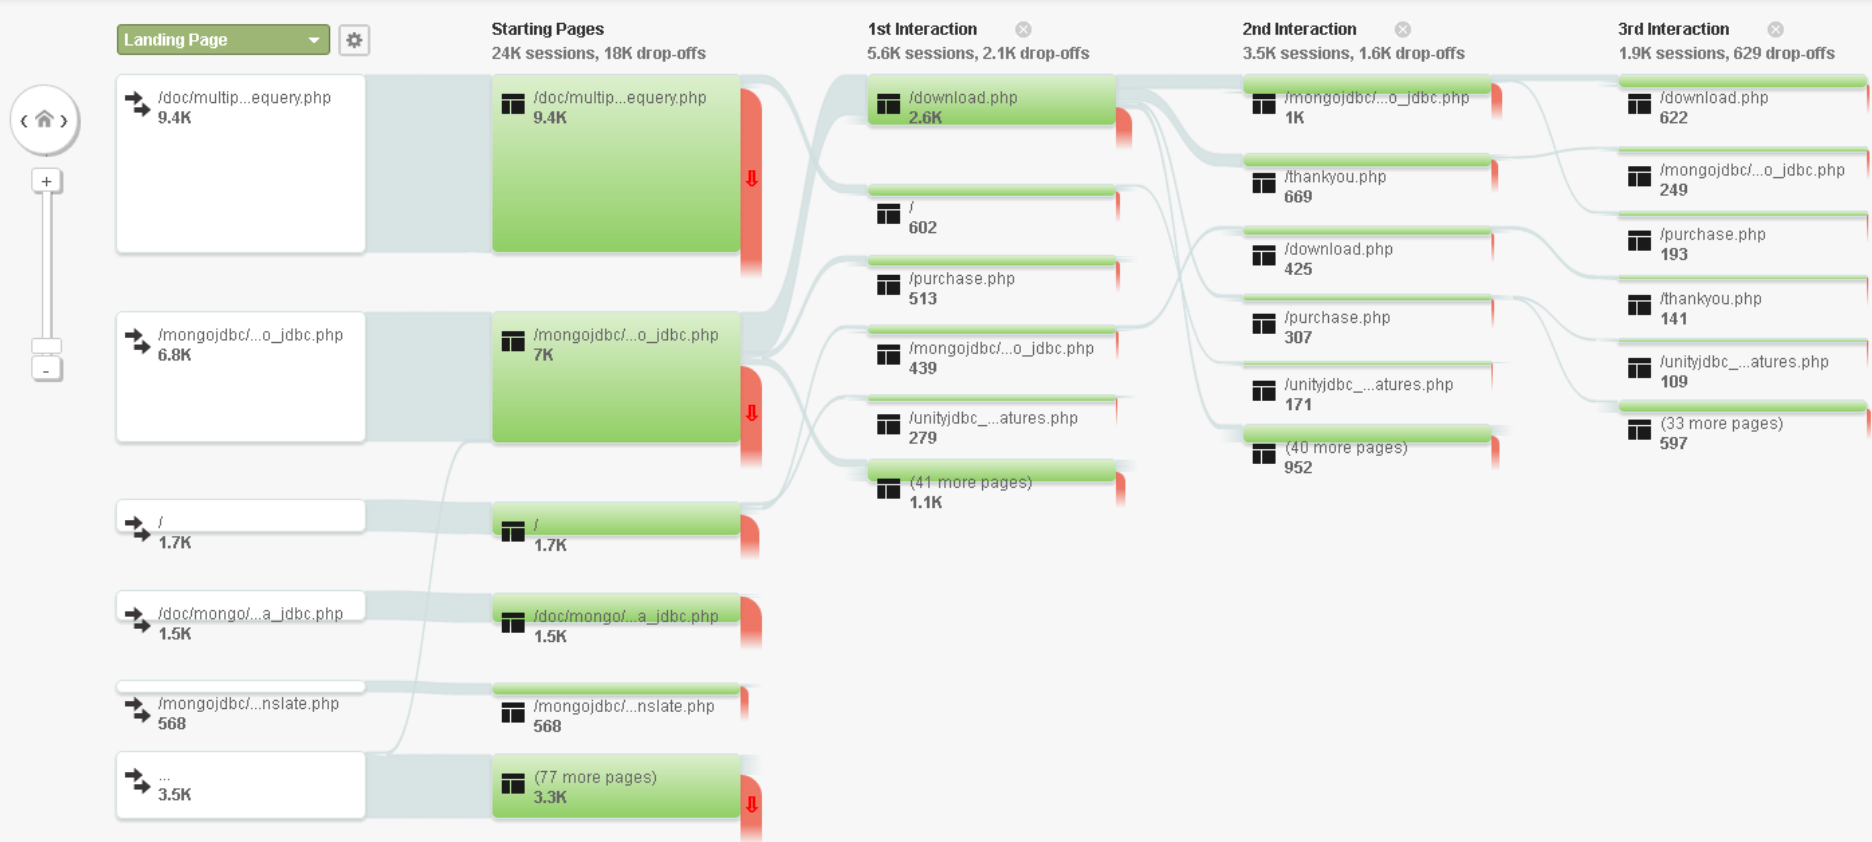 Landing Page
Starting Pages
24K sessions, 18K drop-offs
1st Interaction
5.6K sessions, 2.1K drop-offs
2nd Interaction
3.5K sessions, 1.6K drop-offs
3rd Interaction
1.9K sessions, 629 drop-offs
/doc/multip...equery.php
9.4K
/mongojdbc/...o_jdbc.php
6.8K
/
1.7K
/doc/mongo/...a_jdbc.php
1.5K
/mongojdbc/...nslate.php
568
...
3.5K
/doc/multip...equery.php
9.4K
/mongojdbc/...o_jdbc.php
7K
/
1.7K
/doc/mongo/...a_jdbc.php
1.5K
/mongojdbc/...nslate.php
568
(77 more pages)
3.3K
/download.php
2.6K
/
602
/purchase.php
513
/mongojdbc/...o_jdbc.php
439
/unityjdbc_...atures.php
279
(41 more pages)
1.1K
/mongojdbc/...o_jdbc.php
1K
/thankyou.php
669
/download.php
425
/purchase.php
307
/unityjdbc_...atures.php
171
(40 more pages)
952
/download.php
622
/mongojdbc/...o_jdbc.php
249
/purchase.php
193
/thankyou.php
141
/unityjdbc_...atures.php
109
(33 more pages)
597
+
-